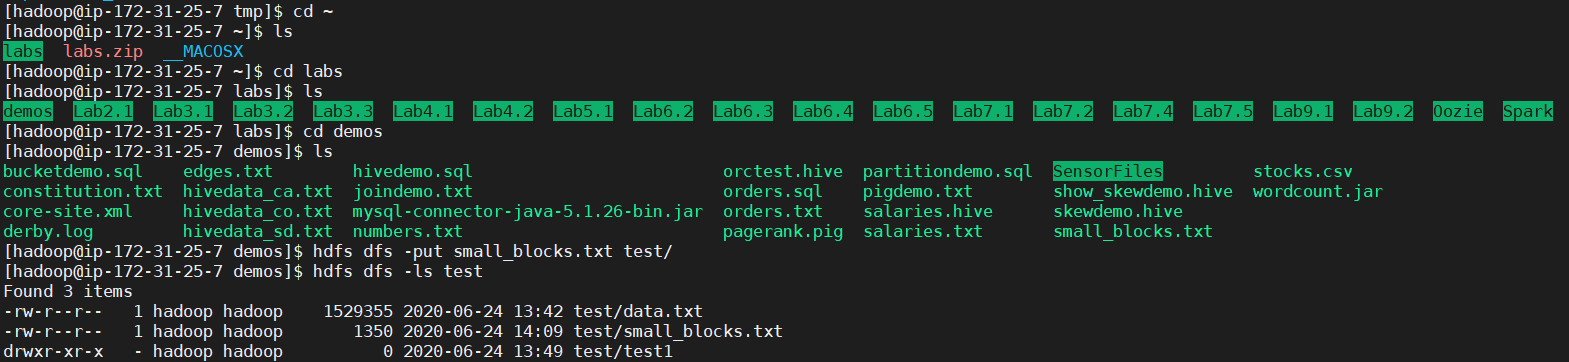 [hadoop@ip-172-31-25-7 tmp]$ cd ~
[hadoop@ip-172-31-25-7 ~]$ ls
labs  labs.zip  __MACOSX
[hadoop@ip-172-31-25-7 ~]$ cd labs
[hadoop@ip-172-31-25-7 labs]$ ls
demos  Lab2.1  Lab3.1  Lab3.2  Lab3.3  Lab4.1  Lab4.2  Lab5.1  Lab6.2  Lab6.3  Lab6.4  Lab6.5  Lab7.1  Lab7.2  Lab7.4  Lab7.5  Lab9.1  Lab9.2  Oozie  Spark
[hadoop@ip-172-31-25-7 labs]$ cd demos
[hadoop@ip-172-31-25-7 demos]$ ls
bucketdemo.sql    edges.txt        hivedemo.sql                         orctest.hive  partitiondemo.sql  SensorFiles         stocks.csv
constitution.txt  hivedata_ca.txt  joindemo.txt                         orders.sql    pigdemo.txt        show_skewdemo.hive  wordcount.jar
core-site.xml     hivedata_co.txt  mysql-connector-java-5.1.26-bin.jar  orders.txt    salaries.hive      skewdemo.hive
derby.log         hivedata_sd.txt  numbers.txt                          pagerank.pig  salaries.txt       small_blocks.txt
[hadoop@ip-172-31-25-7 demos]$ hdfs dfs -put small_blocks.txt test/
[hadoop@ip-172-31-25-7 demos]$ hdfs dfs -ls test
Found 3 items
-rw-r--r--   1 hadoop hadoop    1529355 2020-06-24 13:42 test/data.txt
-rw-r--r--   1 hadoop hadoop       1350 2020-06-24 14:09 test/small_blocks.txt
drwxr-xr-x   - hadoop hadoop          0 2020-06-24 13:49 test/test1